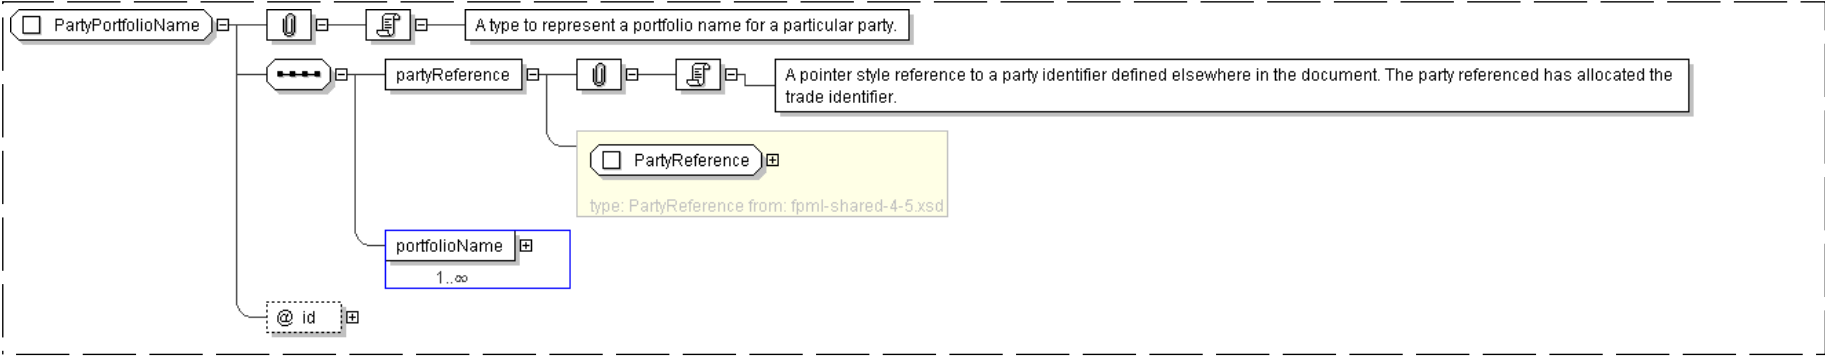 PartyPortfolioName
A type to represent a portfolio name for a particular party.
partyReference
A pointer style reference to a party identifier defined elsewhere in the document. The party referenced has allocated the
trade identifier.
PartyReference
type: PartyReference from: fpml-shared-4-5.xsd
portfolioName
1..∞
@ id